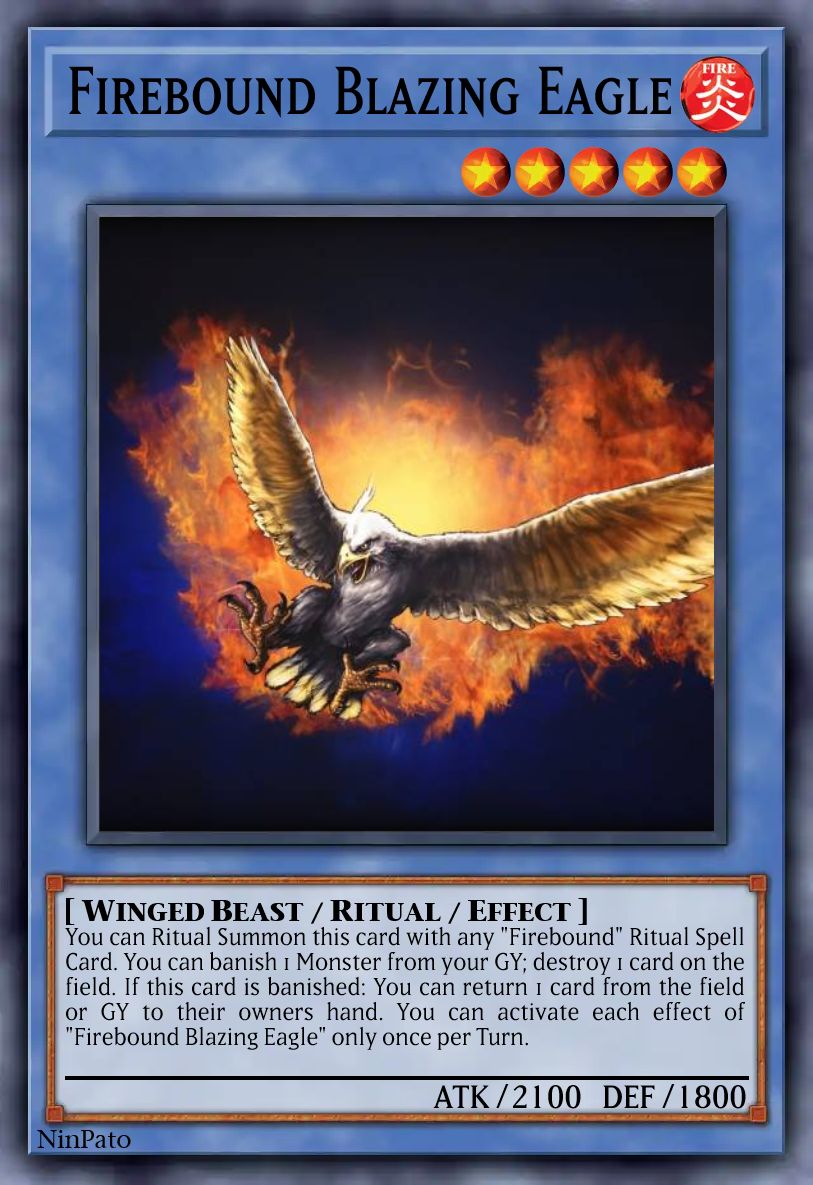 Firebound Blazing Eagle
FIRE
炎
[ Winged Beast / Ritual / Effect ]
You can Ritual Summon this card with any "Firebound" Ritual Spell
Card. You can banish 1 Monster from your GY; destroy 1 card on the
field. If this card is banished: You can return 1 card from the field
or GY to their owners hand. You can activate each effect of
"Firebound Blazing Eagle" only once per Turn.
ATK/2100 DEF/1800
NinPato